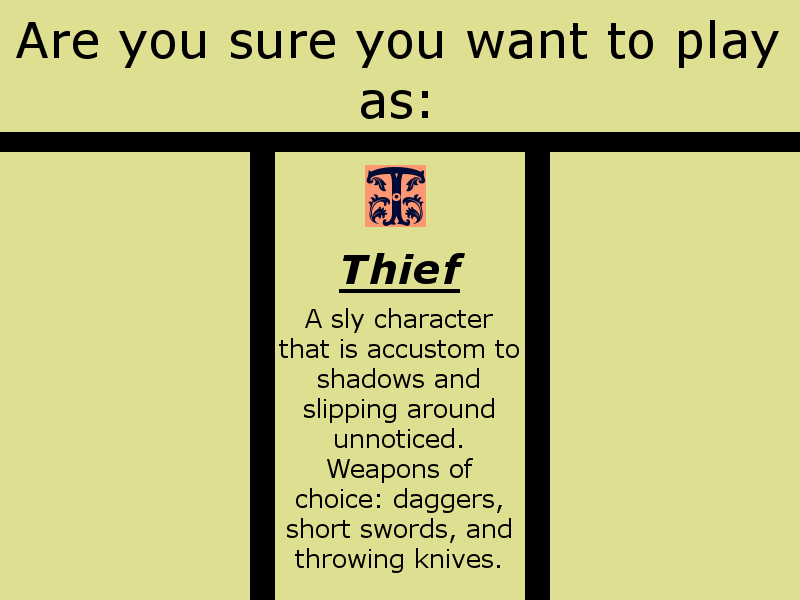 Are you sure you want to play
as:
T
Thief
A sly character
that is accustom to
shadows and
slipping around
unnoticed.
Weapons of
choice: daggers,
short swords, and
throwing knives.